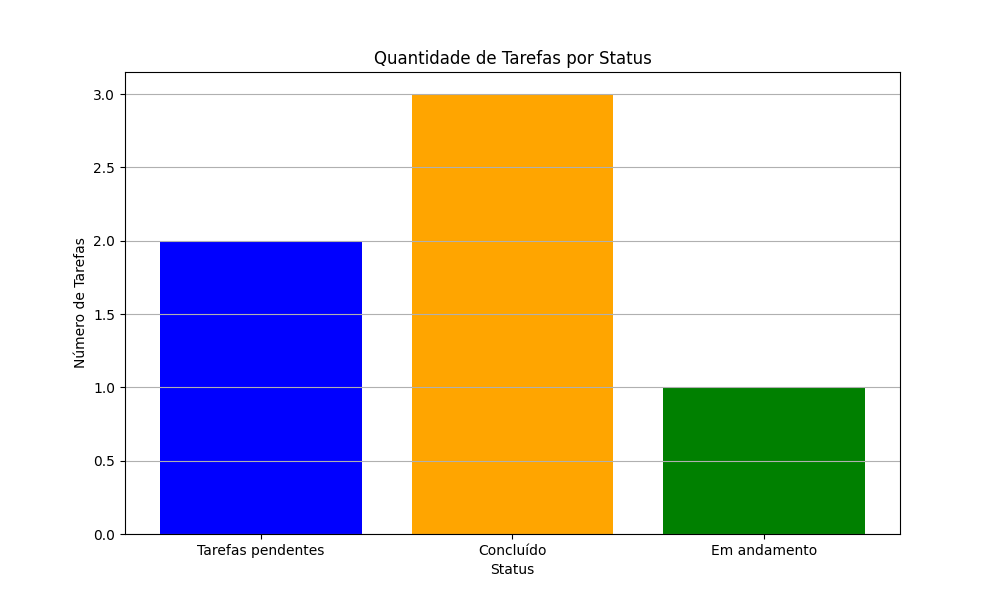 Quantidade de Tarefas por Status
Número de Tarefas
3.0
2.5
2.0
1.5
1.0
0.5
0.0
Tarefas pendentes
Concluído
Em andamento
Status